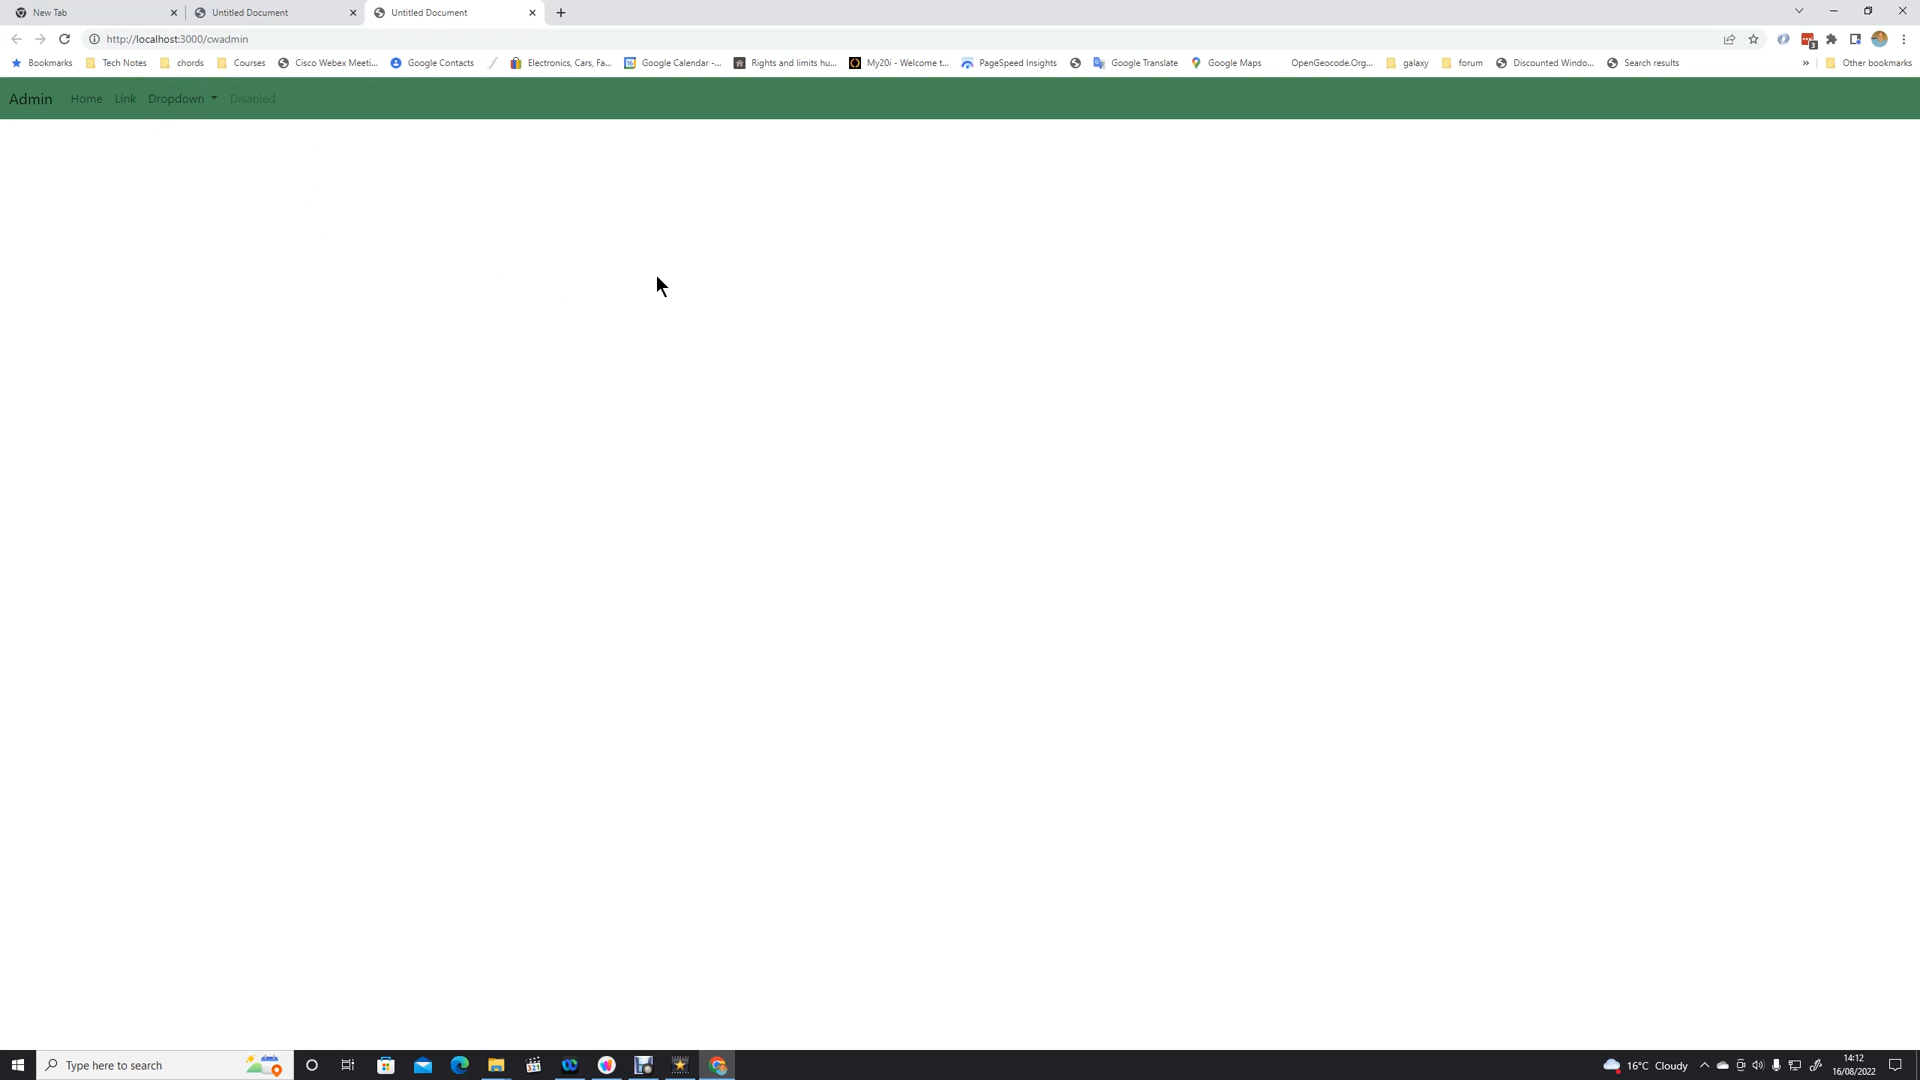 New Tab
Untitled Document
Untitled Document
http://localhost:3000/cwadmin
3
Bookmarks Tech Notes chords Courses Cisco Webex Meeti... Google Contacts Electronics, Cars, Fa... Google Calendar -... Rights and limits hu... My20i - Welcome t... PageSpeed Insights Google Translate Google Maps OpenGeocode.Org... galaxy forum Discounted Windo... Search results » Other bookmarks
Admin Home Link Dropdown Disabled
Type here to search
16°C Cloudy
14:12
16/08/2022